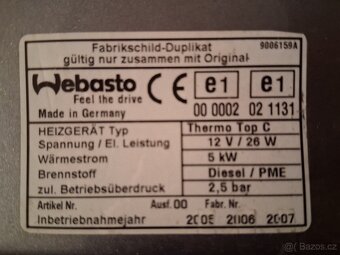 Fabrikschild-Duplikat
gültig nur zusammen mit Original
9006159A
Webasto
Feel the drive
CE
e1
e1
Made in Germany
00 0002
02 1131
HEIZGERÄT Typ Thermo Top C
Spannung / El. Leistung 12 V / 26 W
Wärmestrom 5 kW
Brennstoff Diesel / PME
zul. Betriebsüberdruck 2,5 bar
Artikel Nr. Ausf. 00 Fabr. Nr.
Inbetriebnahmejahr 2005 2006 2007
Bazos.cz